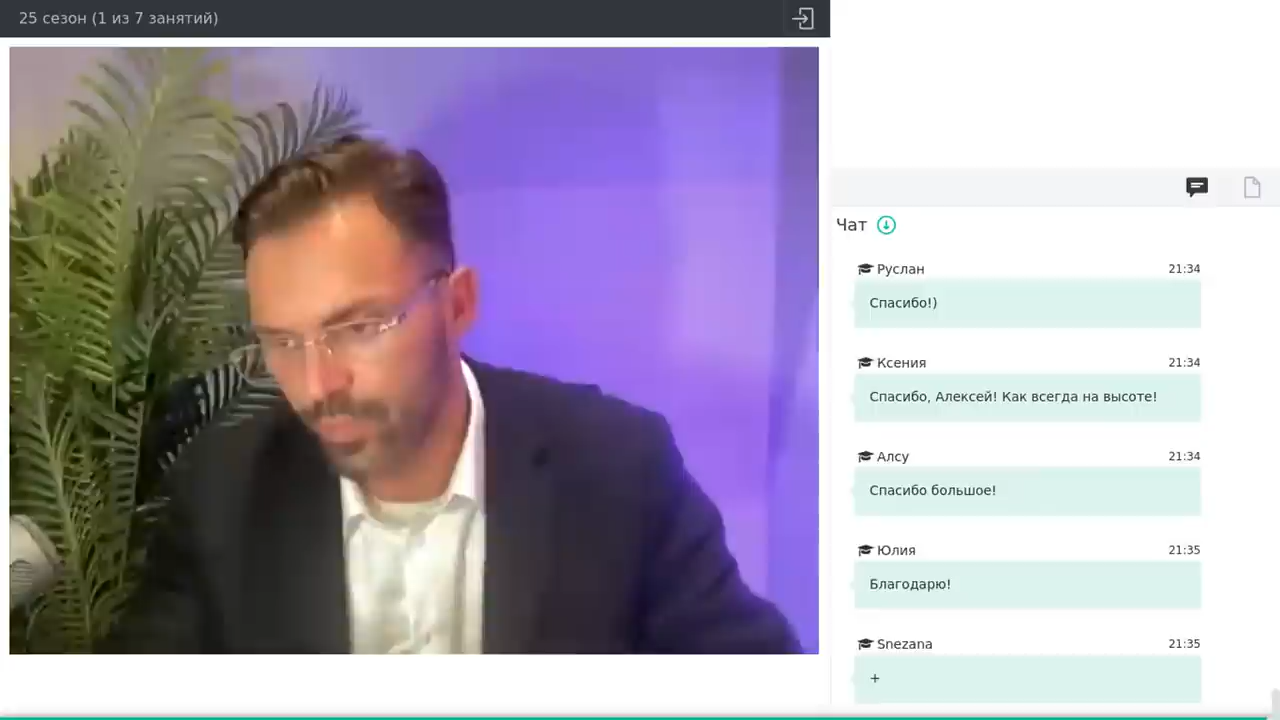 25 сезон (1 из 7 занятий)
Чат
Руслан 21:34
Спасибо!)
Ксения 21:34
Спасибо, Алексей! Как всегда на высоте!
Алсу 21:34
Спасибо большое!
Юлия 21:35
Благодарю!
Snezana 21:35
+